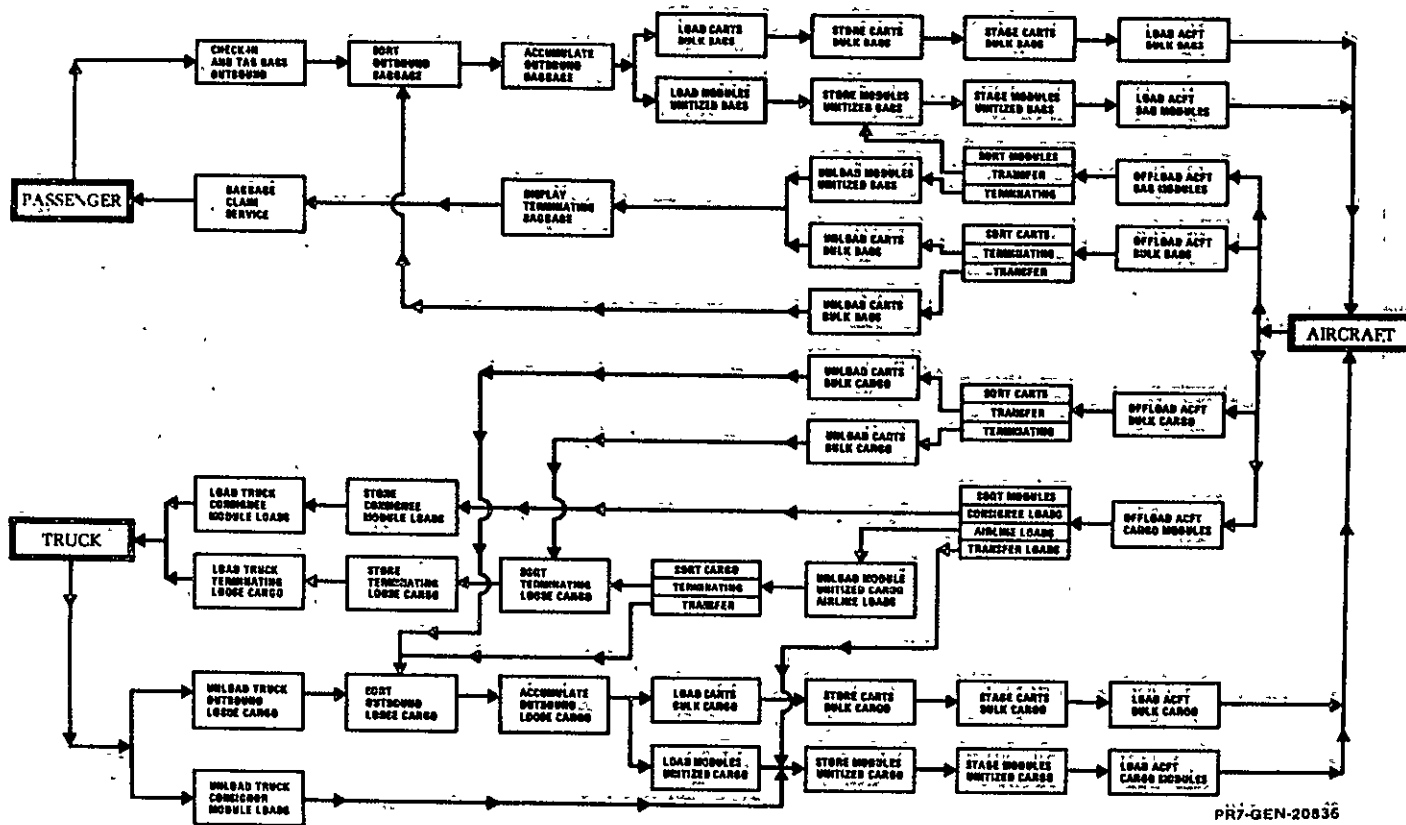 CHECK-IN
AND TAG BAGS
OUTBOUND
SORT
OUTBOUND
BAGGAGE
ACCUMULATE
OUTBOUND
BAGGAGE
LOAD CARTS
BULK BAGS
STORE CARTS
BULK BAGS
STAGE CARTS
BULK BAGS
LOAD ACFT
BULK BAGS
LOAD MODULES
UNITIZED BAGS
STORE MODULES
UNITIZED BAGS
STAGE MODULES
UNITIZED BAGS
LOAD ACFT
BAG MODULES
PASSENGER
BAGGAGE
CLAIM
SERVICE
DISPLAY
TERMINATING
BAGGAGE
UNLOAD MODULES
UNITIZED BAGS
SORT MODULES
TRANSFER
TERMINATING
OFFLOAD ACFT
BAG MODULES
UNLOAD CARTS
BULK BAGS
SORT CARTS
TERMINATING
TRANSFER
OFFLOAD ACFT
BULK BAGS
UNLOAD CARTS
BULK BAGS
AIRCRAFT
UNLOAD CARTS
BULK CARGO
SORT CARTS
TRANSFER
TERMINATING
OFFLOAD ACFT
BULK CARGO
UNLOAD CARTS
BULK CARGO
LOAD TRUCK
CONSIGNEE
MODULE LOADS
STORE
CONSIGNEE
MODULE LOADS
SORT MODULES
CONSIGNEE LOADS
AIRLINE LOADS
TRANSFER LOADS
OFFLOAD ACFT
CARGO MODULES
TRUCK
LOAD TRUCK
TERMINATING
LOOSE CARGO
STORE
TERMINATING
LOOSE CARGO
SORT
TERMINATING
LOOSE CARGO
SORT CARGO
TERMINATING
TRANSFER
UNLOAD MODULE
UNITIZED CARGO
AIRLINE LOADS
UNLOAD TRUCK
OUTBOUND
LOOSE CARGO
SORT
OUTBOUND
LOOSE CARGO
ACCUMULATE
OUTBOUND
LOOSE CARGO
LOAD CARTS
BULK CARGO
STORE CARTS
BULK CARGO
STAGE CARTS
BULK CARGO
LOAD ACFT
BULK CARGO
UNLOAD TRUCK
CONSIGNOR
MODULE LOADS
LOAD MODULES
UNITIZED CARGO
STORE MODULES
UNITIZED CARGO
STAGE MODULES
UNITIZED CARGO
LOAD ACFT
CARGO MODULES
PR7-GEN-20836